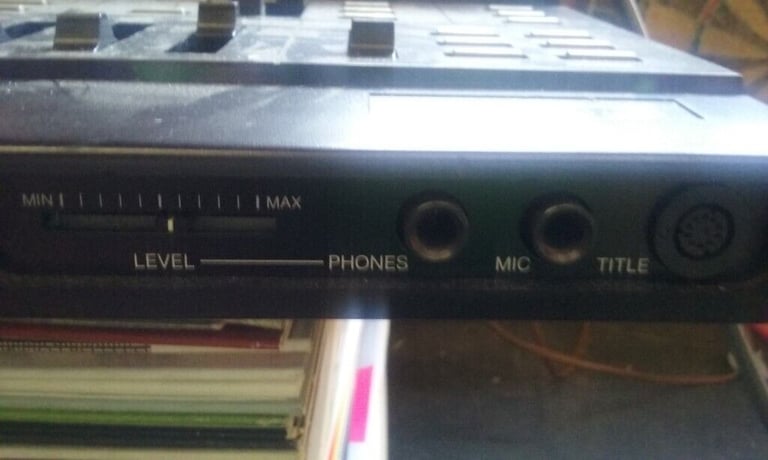 MIN MAX
LEVEL PHONES MIC TITLE